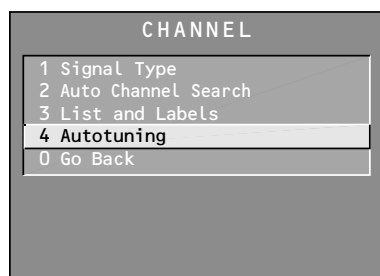 CHANNEL
1 Signal Type
2 Auto Channel Search
3 List and Labels
4 Autotuning
0 Go Back